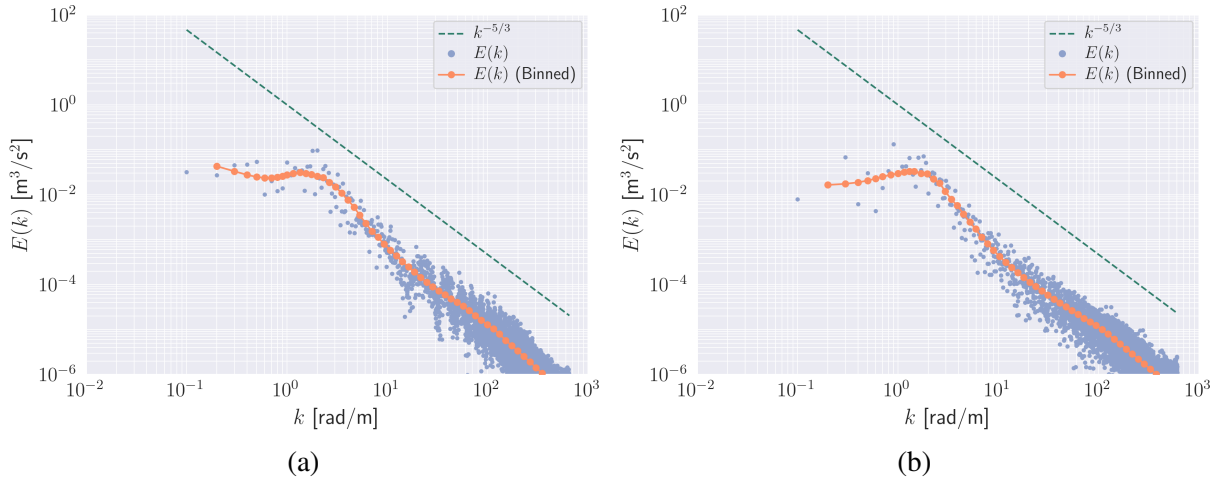 10^2
10^0
10^{-2}
10^{-4}
10^{-6}
E(k) [m^3/s^2]
k^{-5/3}
E(k)
E(k) (Binned)
10^{-2} 10^{-1} 10^0 10^1 10^2 10^3
k [rad/m]
(a)
10^2
10^0
10^{-2}
10^{-4}
10^{-6}
E(k) [m^3/s^2]
k^{-5/3}
E(k)
E(k) (Binned)
10^{-2} 10^{-1} 10^0 10^1 10^2 10^3
k [rad/m]
(b)